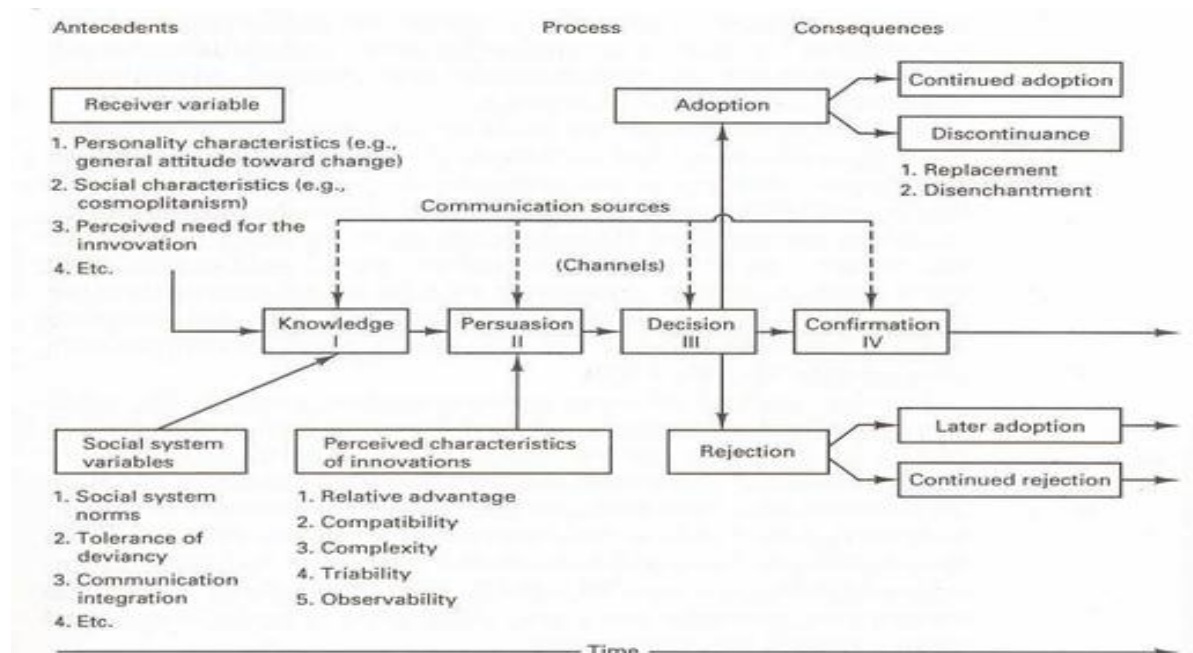 Antecedents
Process
Consequences
Receiver variable
1. Personality characteristics (e.g.,
general attitude toward change)
2. Social characteristics (e.g.,
cosmoplitanism)
3. Perceived need for the
innvovation
4. Etc.
Communication sources
(Channels)
Adoption
Continued adoption
Discontinuance
1. Replacement
2. Disenchantment
Knowledge
I
Persuasion
II
Decision
III
Confirmation
IV
Social system
variables
1. Social system
norms
2. Tolerance of
deviancy
3. Communication
integration
4. Etc.
Perceived characteristics
of innovations
1. Relative advantage
2. Compatibility
3. Complexity
4. Triability
5. Observability
Rejection
Later adoption
Continued rejection
Time